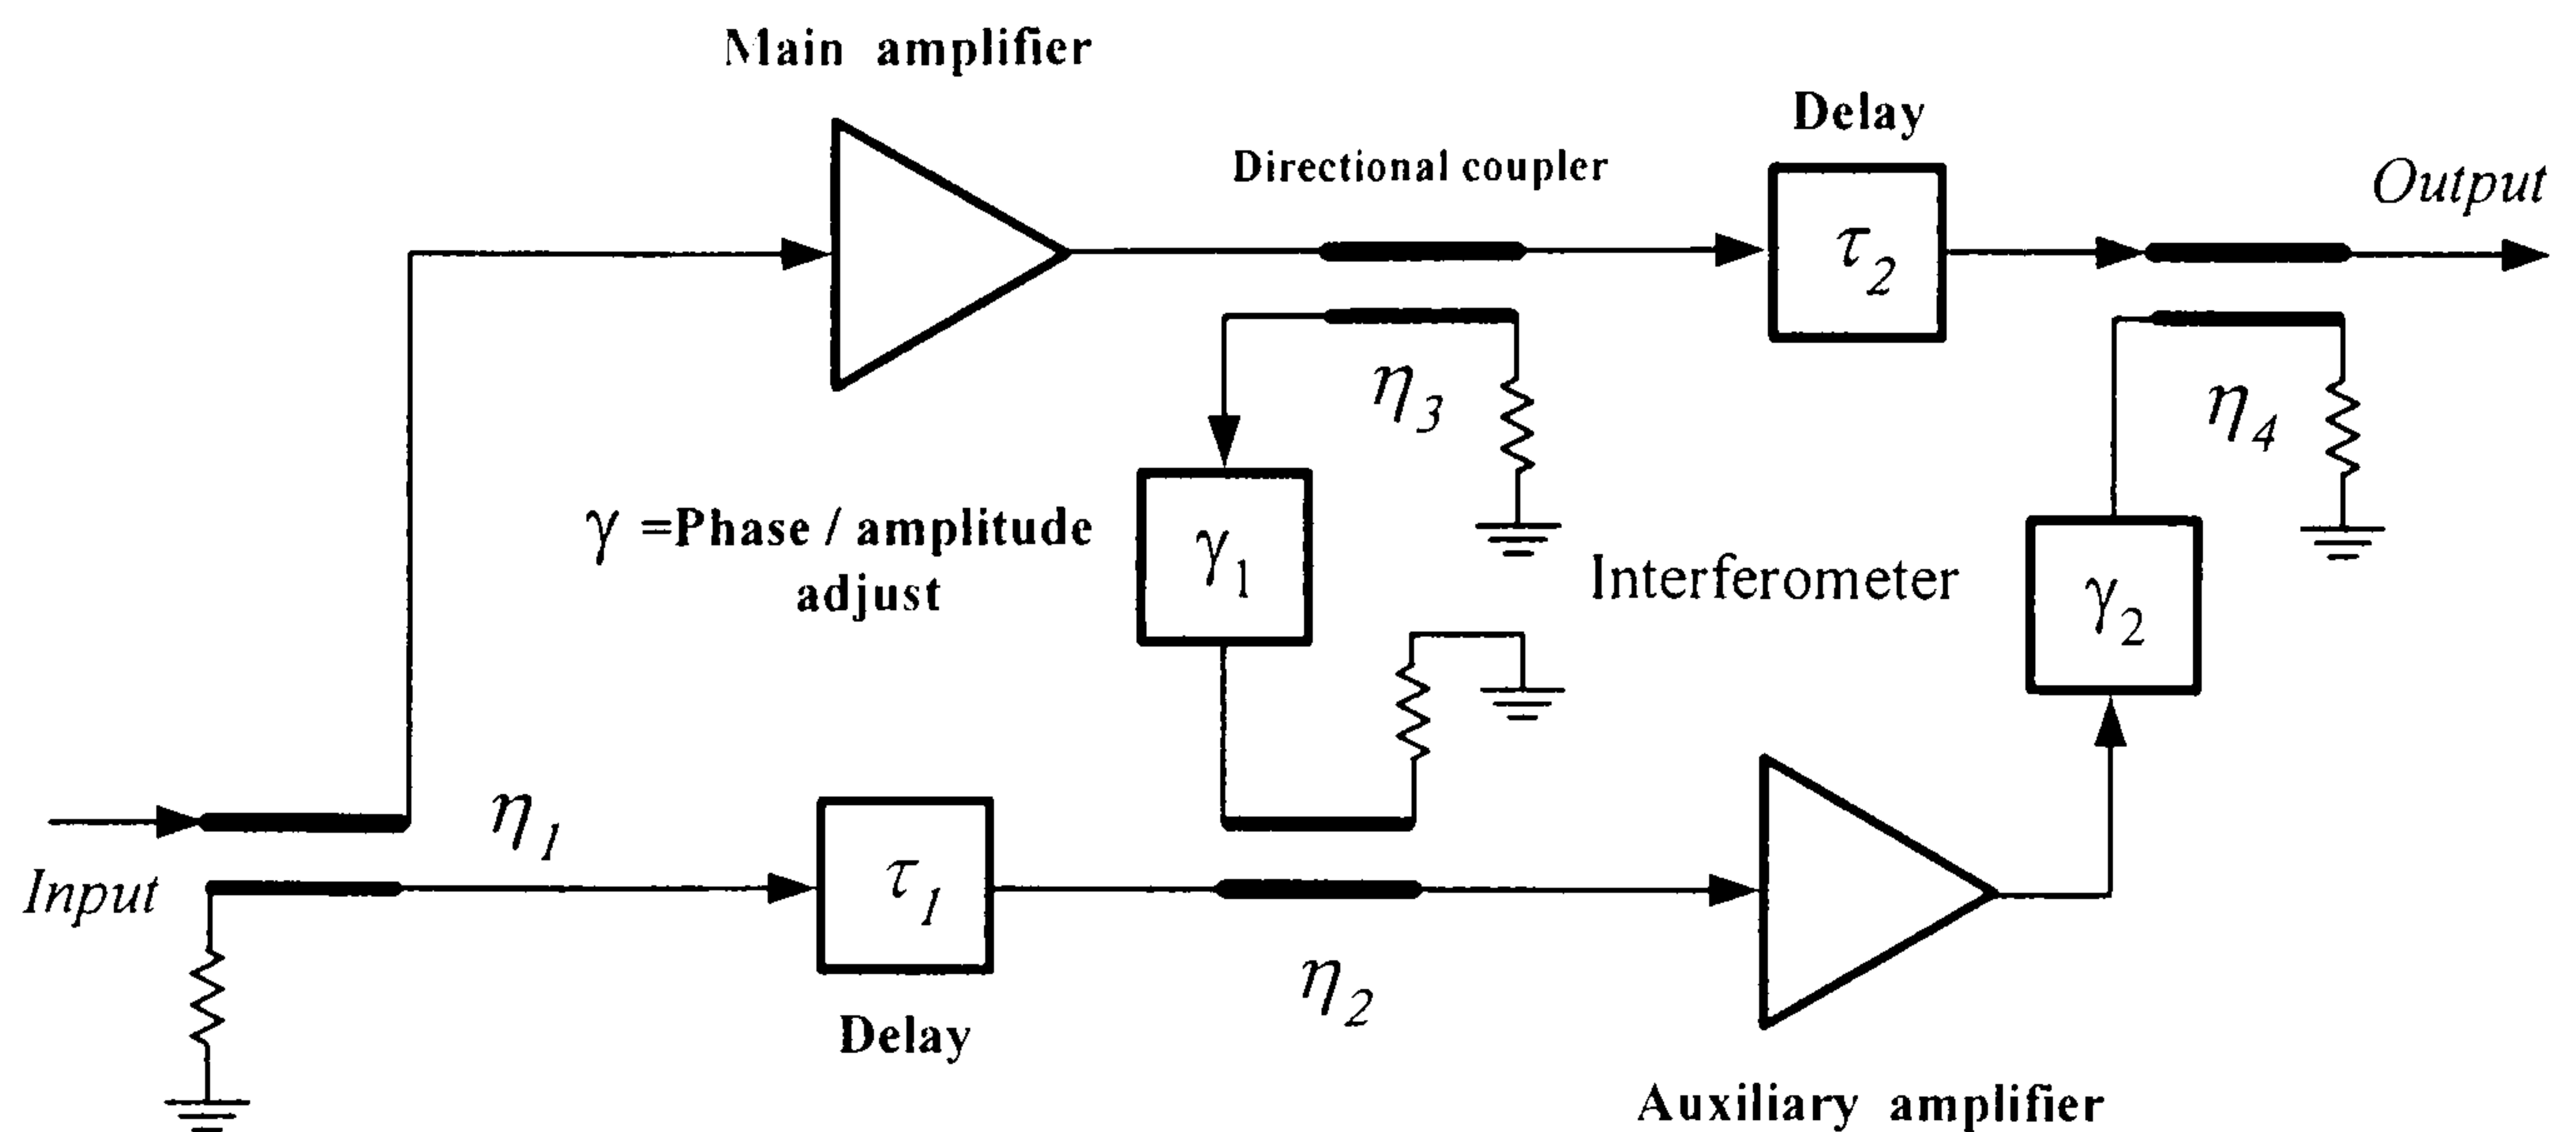 Main amplifier
Delay
Directional coupler
τ2
Output
η3
η4
γ =Phase / amplitude
adjust
γ1
Interferometer
γ2
η1
Input
τ1
η2
Delay
Auxiliary amplifier